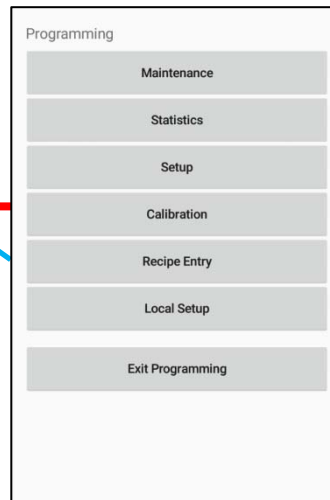 Programming
Maintenance
Statistics
Setup
Calibration
Recipe Entry
Local Setup
Exit Programming